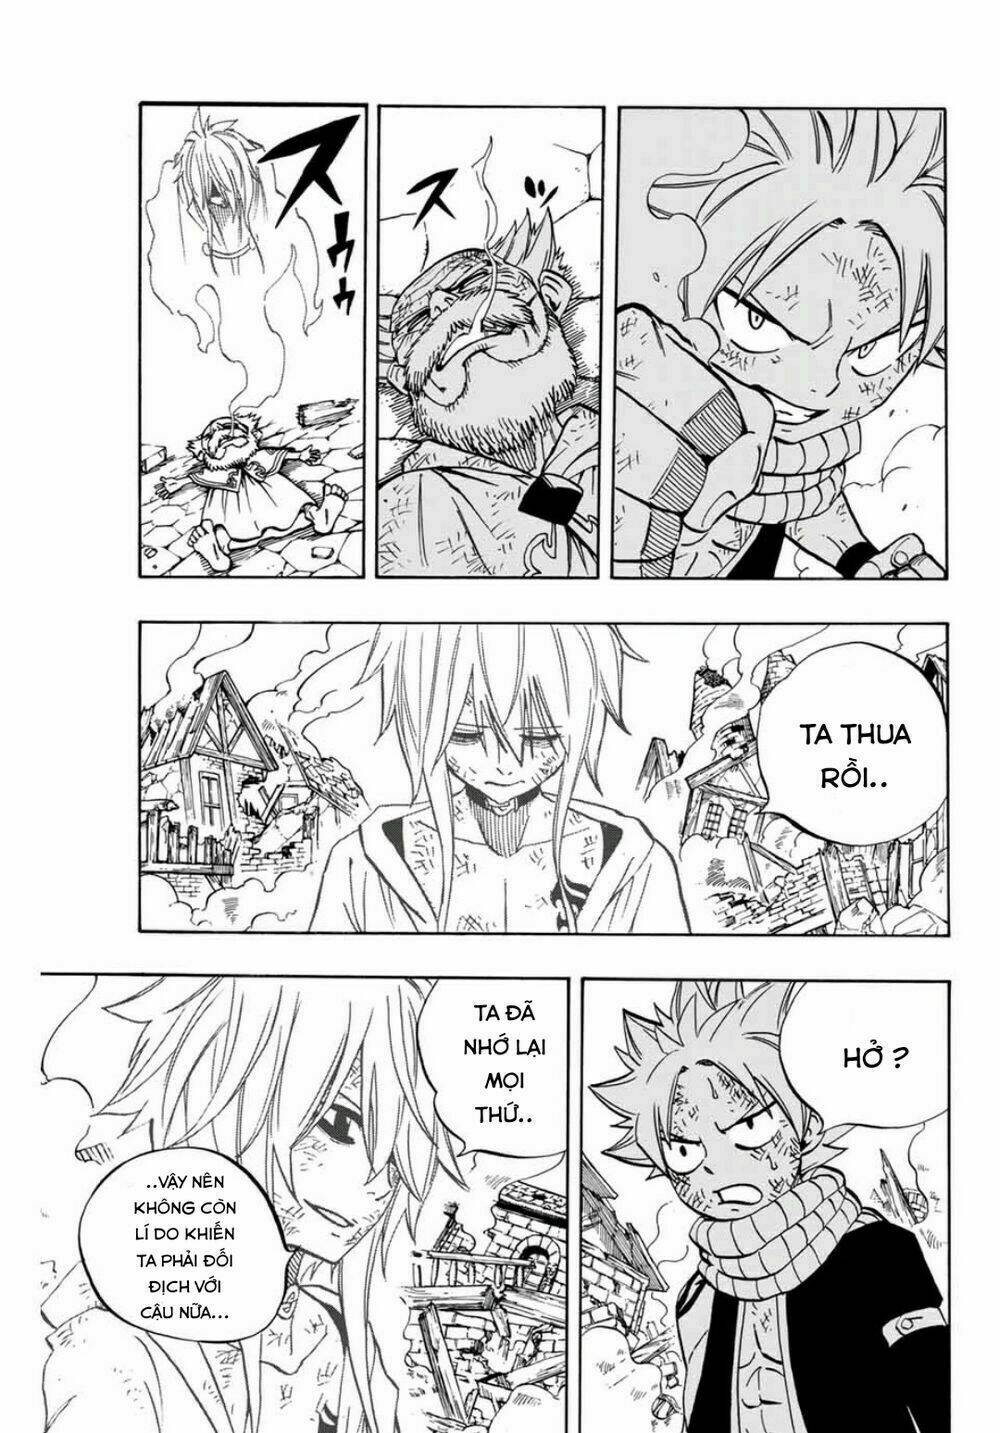 スッ
スゥゥ
TA THUA
RỒI..
HỞ ?
TA ĐÃ
NHỚ LẠI
MỌI
THỨ..
..VẬY NÊN
KHÔNG CÒN
LÍ DO KHIẾN
TA PHẢI ĐỐI
ĐỊCH VỚI
CẬU NỮA...